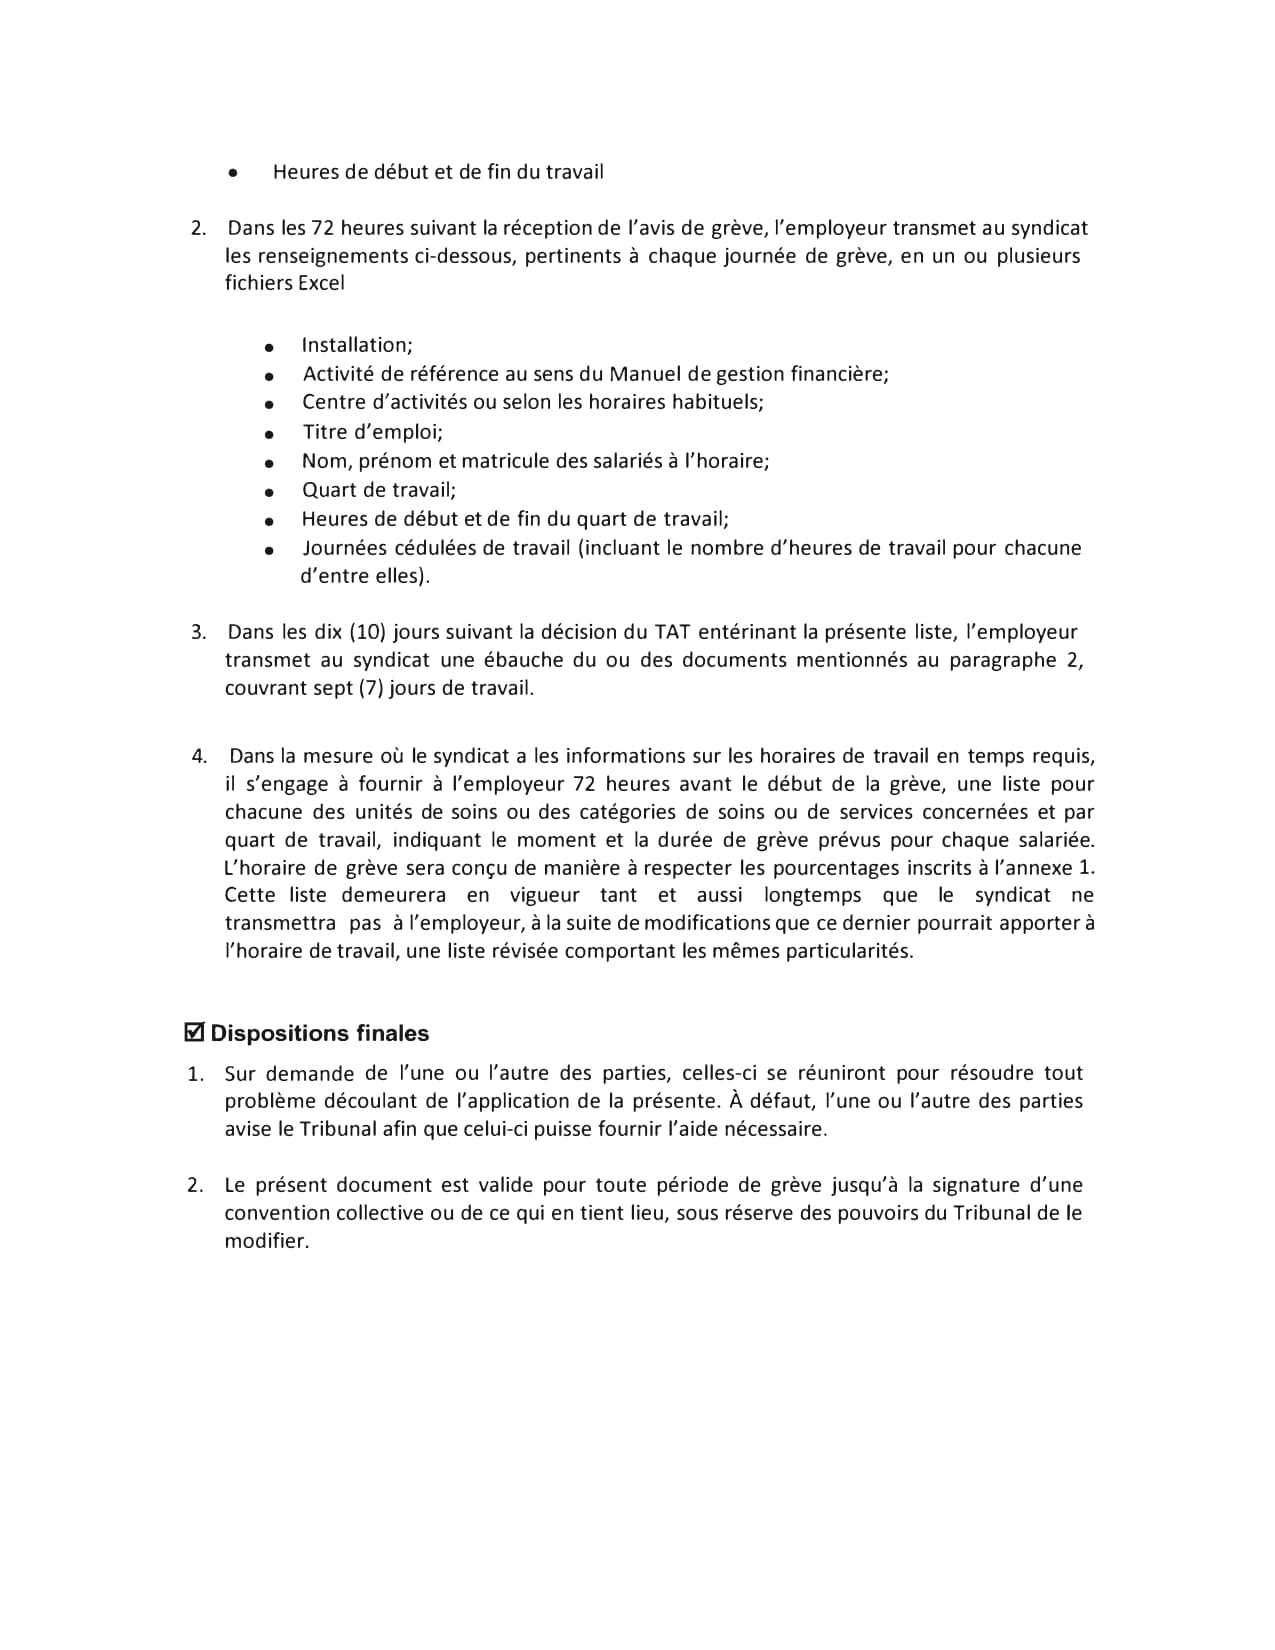 • Heures de début et de fin du travail
2. Dans les 72 heures suivant la réception de l’avis de grève, l’employeur transmet au syndicat
les renseignements ci-dessous, pertinents à chaque journée de grève, en un ou plusieurs
fichiers Excel
• Installation;
• Activité de référence au sens du Manuel de gestion financière;
• Centre d’activités ou selon les horaires habituels;
• Titre d’emploi;
• Nom, prénom et matricule des salariés à l’horaire;
• Quart de travail;
• Heures de début et de fin du quart de travail;
• Journées cédulées de travail (incluant le nombre d’heures de travail pour chacune
d’entre elles).
3. Dans les dix (10) jours suivant la décision du TAT entérinant la présente liste, l’employeur
transmet au syndicat une ébauche du ou des documents mentionnés au paragraphe 2,
couvrant sept (7) jours de travail.
4. Dans la mesure où le syndicat a les informations sur les horaires de travail en temps requis,
il s’engage à fournir à l’employeur 72 heures avant le début de la grève, une liste pour
chacune des unités de soins ou des catégories de soins ou de services concernées et par
quart de travail, indiquant le moment et la durée de grève prévus pour chaque salariée.
L’horaire de grève sera conçu de manière à respecter les pourcentages inscrits à l’annexe 1.
Cette liste demeurera en vigueur tant et aussi longtemps que le syndicat ne
transmettra pas à l’employeur, à la suite de modifications que ce dernier pourrait apporter à
l’horaire de travail, une liste révisée comportant les mêmes particularités.
☑ Dispositions finales
1. Sur demande de l’une ou l’autre des parties, celles-ci se réuniront pour résoudre tout
problème découlant de l’application de la présente. À défaut, l’une ou l’autre des parties
avise le Tribunal afin que celui-ci puisse fournir l’aide nécessaire.
2. Le présent document est valide pour toute période de grève jusqu’à la signature d’une
convention collective ou de ce qui en tient lieu, sous réserve des pouvoirs du Tribunal de le
modifier.